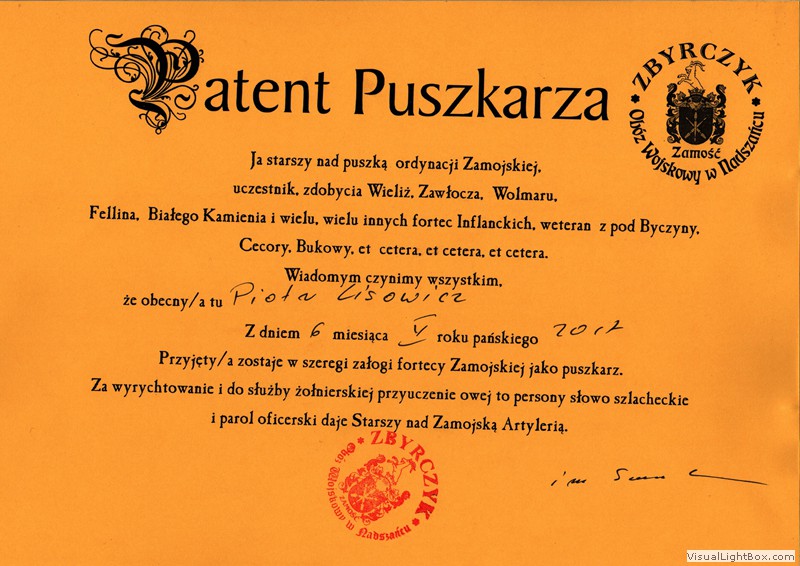 Patent Puszkarza
ZBYRCZYK
Zamość
Obóz Wojskowy w Nadszańcu
Ja starszy nad puszką ordynacji Zamojskiej,
uczestnik, zdobycia Wieliż, Zawłocza, Wolmaru,
Fellina, Białego Kamienia i wielu, wielu innych fortec Inflanckich, weteran z pod Byczyny,
Cecory, Bukowy, et cetera, et cetera, et cetera.
Wiadomym czynimy wszystkim,
że obecny/a tu Piotr Lisowicz
Z dniem 6 miesiąca V roku pańskiego 2017
Przyjęty/a zostaje w szeregi załogi fortecy Zamojskiej jako puszkarz.
Za wyrychtowanie i do służby żołnierskiej przyuczenie owej to persony słowo szlacheckie
i parol oficerski daje Starszy nad Zamojską Artylerią.
ZBYRCZYK
ZAMOŚĆ
Obóz Wojskowy w Nadszańcu
VisualLightBox.com